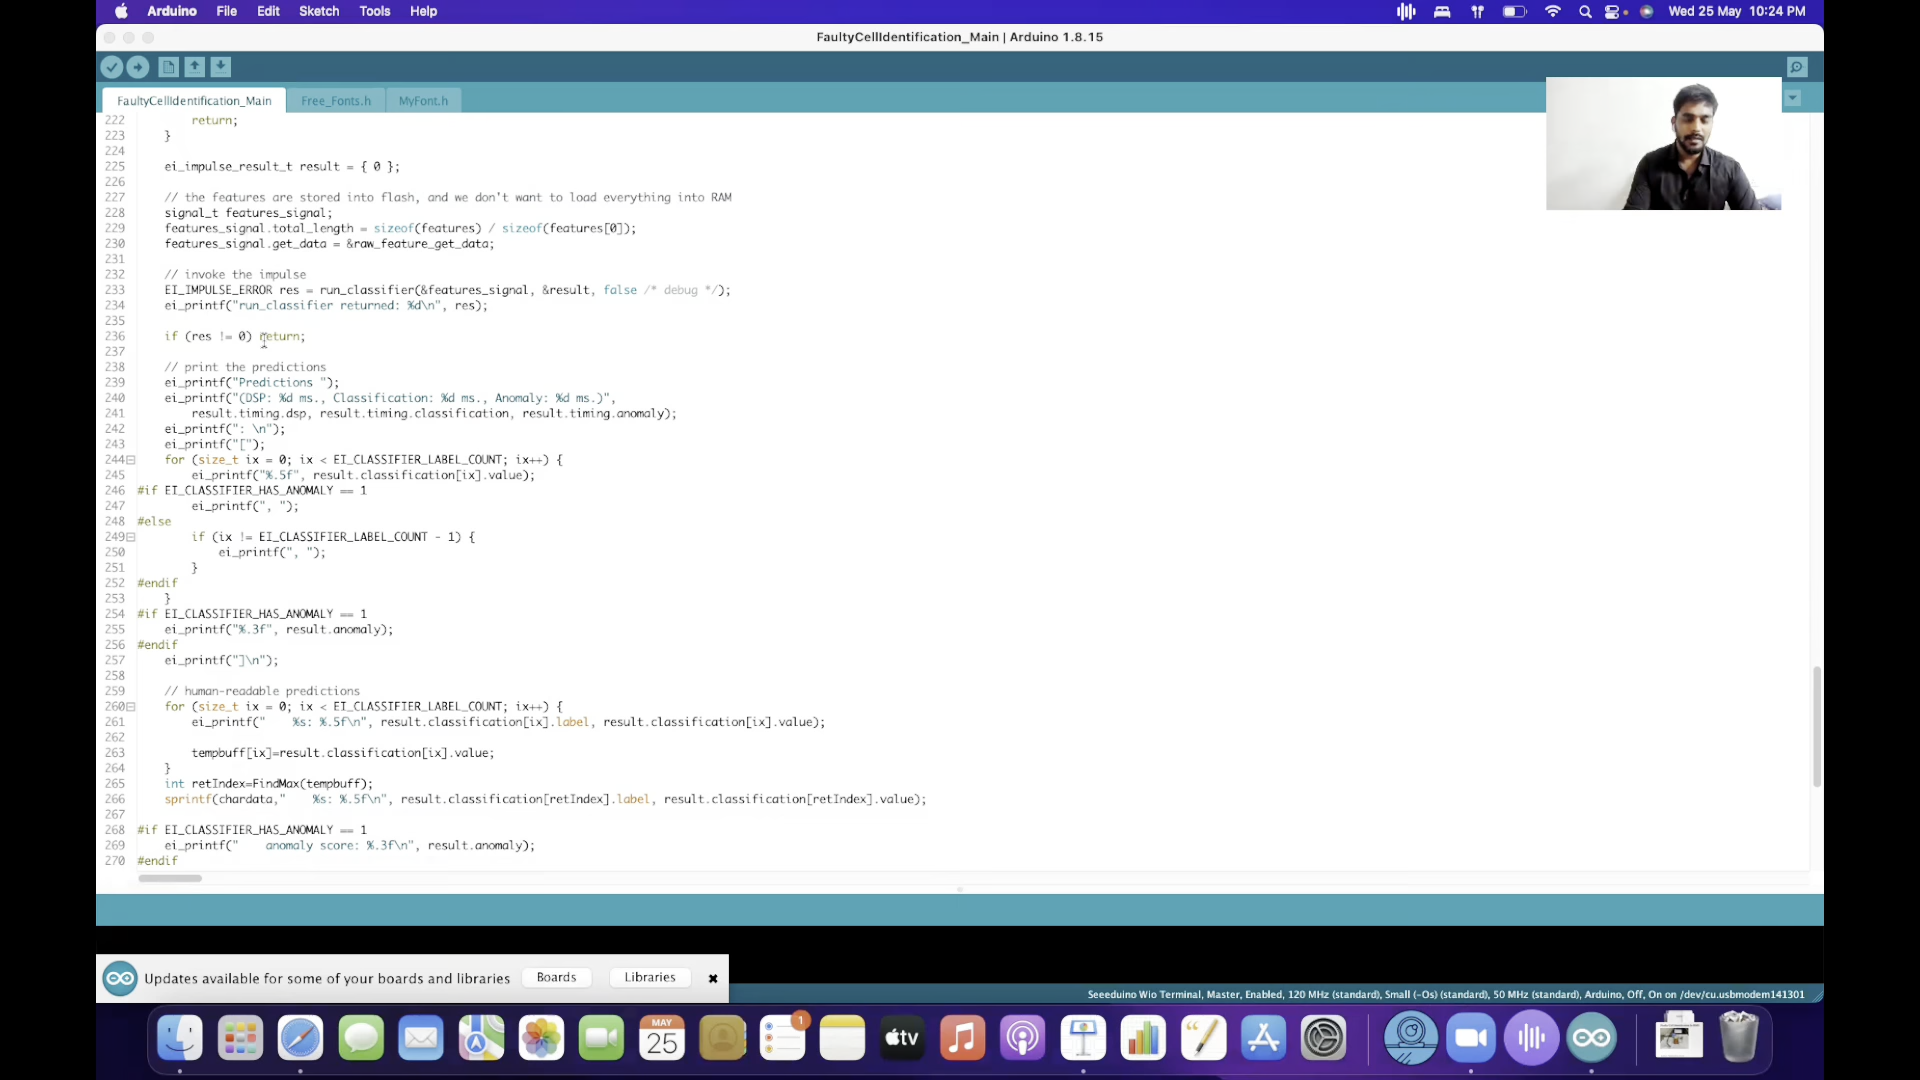 Arduino File Edit Sketch Tools Help Wed 25 May 10:24 PM
FaultyCellIdentification_Main | Arduino 1.8.15
FaultyCellIdentification_Main Free_Fonts.h MyFont.h
222 return;
223 }
224
225 ei_impulse_result_t result = { 0 };
226
227 // the features are stored into flash, and we don't want to load everything into RAM
228 signal_t features_signal;
229 features_signal.total_length = sizeof(features) / sizeof(features[0]);
230 features_signal.get_data = &raw_feature_get_data;
231
232 // invoke the impulse
233 EI_IMPULSE_ERROR res = run_classifier(&features_signal, &result, false /* debug */);
234 ei_printf("run_classifier returned: %d\n", res);
235
236 if (res != 0) return;
237
238 // print the predictions
239 ei_printf("Predictions ");
240 ei_printf("(DSP: %d ms., Classification: %d ms., Anomaly: %d ms.)",
241 result.timing.dsp, result.timing.classification, result.timing.anomaly);
242 ei_printf(": \n");
243 ei_printf("[");
244 for (size_t ix = 0; ix < EI_CLASSIFIER_LABEL_COUNT; ix++) {
245 ei_printf("%.5f", result.classification[ix].value);
246 #if EI_CLASSIFIER_HAS_ANOMALY == 1
247 ei_printf(", ");
248 #else
249 if (ix != EI_CLASSIFIER_LABEL_COUNT - 1) {
250 ei_printf(", ");
251 }
252 #endif
253 }
254 #if EI_CLASSIFIER_HAS_ANOMALY == 1
255 ei_printf("%.3f", result.anomaly);
256 #endif
257 ei_printf("]\n");
258
259 // human-readable predictions
260 for (size_t ix = 0; ix < EI_CLASSIFIER_LABEL_COUNT; ix++) {
261 ei_printf("    %s: %.5f\n", result.classification[ix].label, result.classification[ix].value);
262
263 tempbuff[ix]=result.classification[ix].value;
264 }
265 int retIndex=FindMax(tempbuff);
266 sprintf(chardata,"    %s: %.5f\n", result.classification[retIndex].label, result.classification[retIndex].value);
267
268 #if EI_CLASSIFIER_HAS_ANOMALY == 1
269 ei_printf("    anomaly score: %.3f\n", result.anomaly);
270 #endif
Updates available for some of your boards and libraries Boards Libraries
Seeeduino Wio Terminal, Master, Enabled, 120 MHz (standard), Small (-Os) (standard), 50 MHz (standard), Arduino, Off, On on /dev/cu.usbmodem141301
MAY
25
1
tv